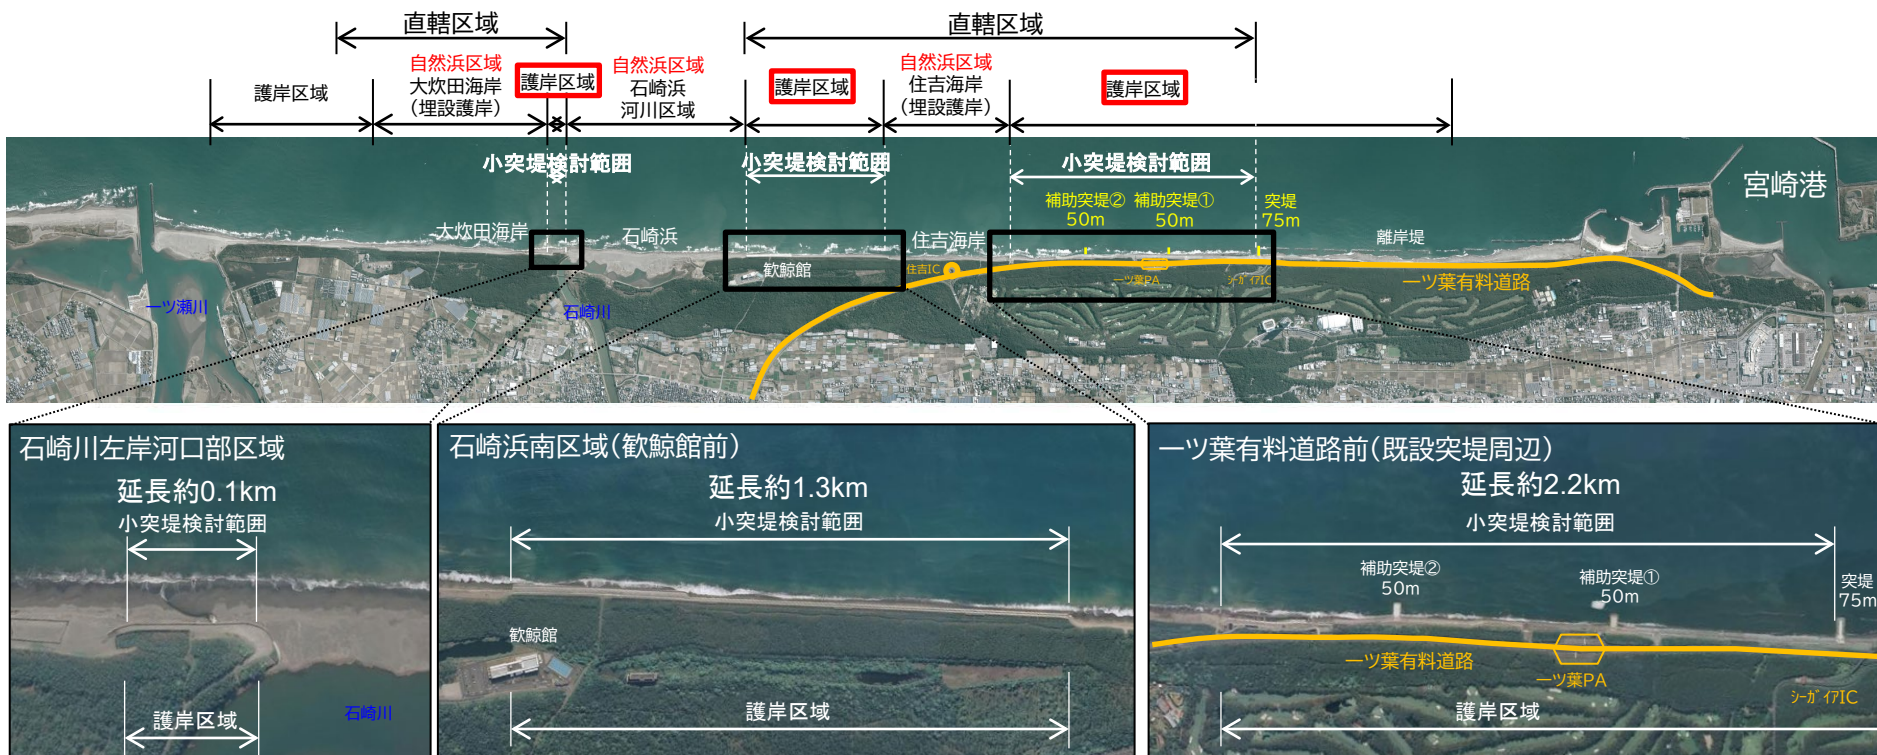 直轄区域
直轄区域
護岸区域
自然浜区域
大炊田海岸
（埋設護岸）
護岸区域
自然浜区域
石崎浜
河川区域
護岸区域
自然浜区域
住吉海岸
（埋設護岸）
護岸区域
小突堤検討範囲
小突堤検討範囲
小突堤検討範囲
補助突堤②
50m
補助突堤①
50m
突堤
75m
宮崎港
大炊田海岸
石崎浜
住吉海岸
離岸堤
歓鯨館
住吉IC
一ツ葉PA
シーガイアIC
一ツ葉有料道路
一ツ瀬川
石崎川
石崎川左岸河口部区域
延長約0.1km
小突堤検討範囲
石崎川
護岸区域
石崎浜南区域（歓鯨館前）
延長約1.3km
小突堤検討範囲
歓鯨館
護岸区域
一ツ葉有料道路前（既設突堤周辺）
延長約2.2km
小突堤検討範囲
補助突堤②
50m
補助突堤①
50m
突堤
75m
一ツ葉有料道路
一ツ葉PA
シーガイアIC
護岸区域